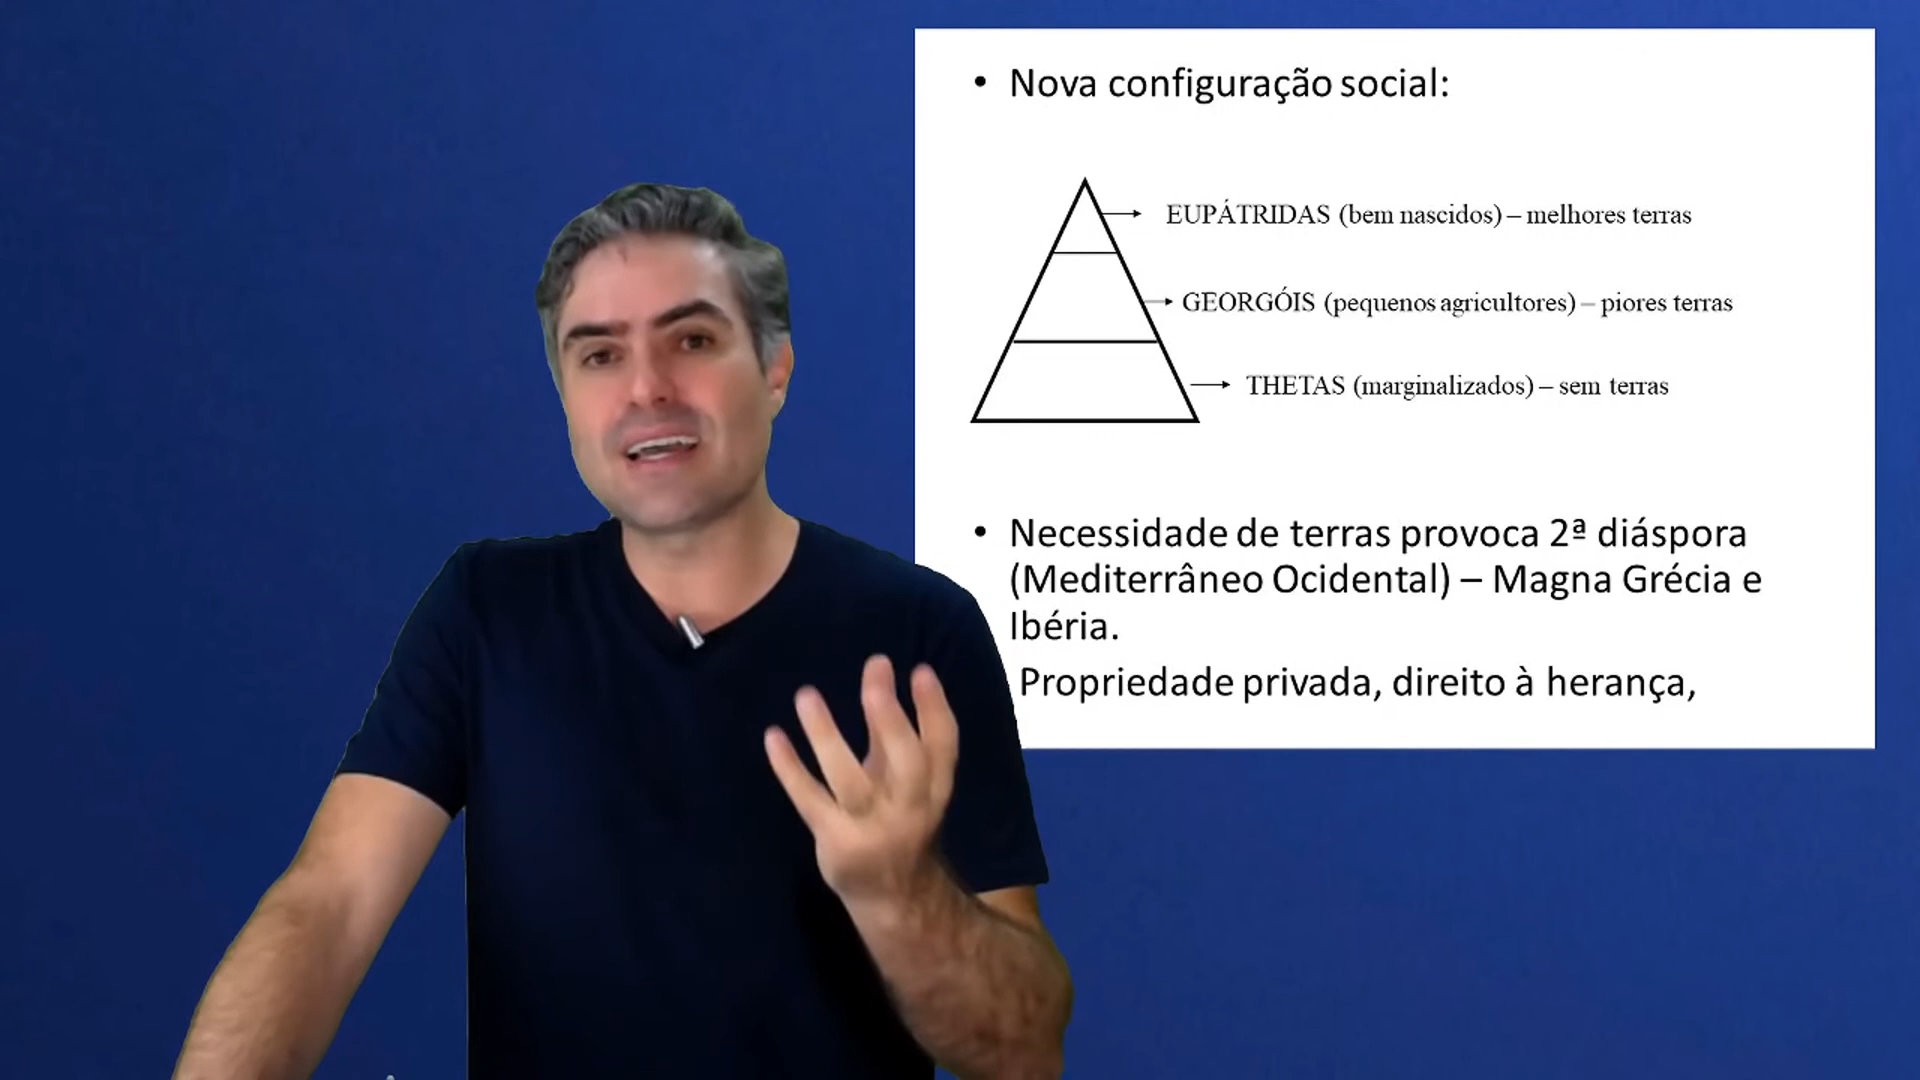 • Nova configuração social:
EUPÁTRIDAS (bem nascidos) – melhores terras
GEORGÓIS (pequenos agricultores) – piores terras
THETAS (marginalizados) – sem terras
• Necessidade de terras provoca 2ª diáspora
(Mediterrâneo Ocidental) – Magna Grécia e
Ibéria.
Propriedade privada, direito à herança,